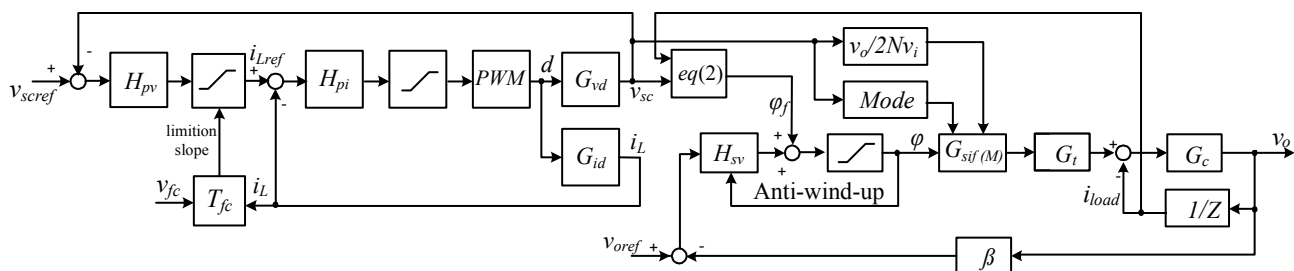 v_scref
+
-
H_pv
i_Lref
+
-
H_pi
PWM
d
G_vd
v_sc
eq(2)
v_o/2Nv_i
Mode
φ_f
limition
slope
v_fc
T_fc
i_L
G_id
i_L
H_sv
+
+
φ
G_sif (M)
G_t
+
-
G_c
v_o
Anti-wind-up
i_load
1/Z
v_oref
+
-
ß